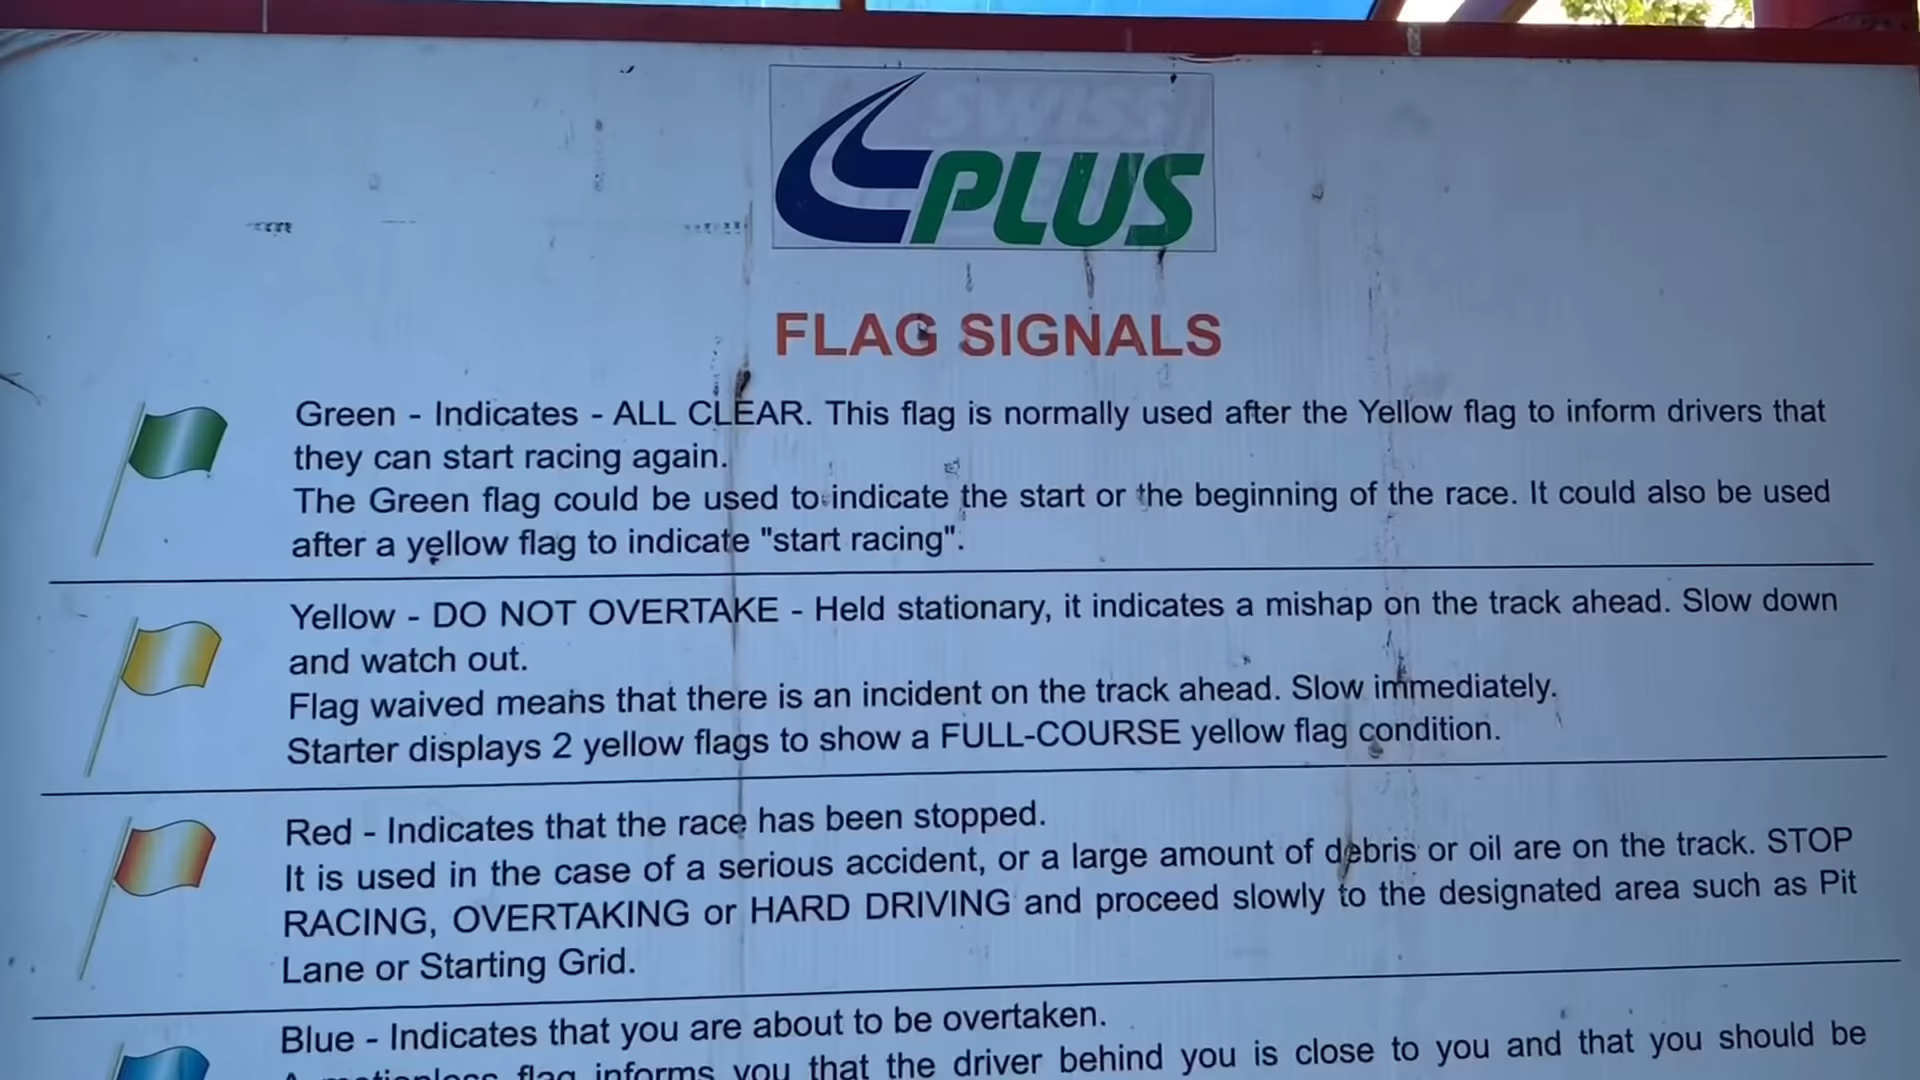 SWISS
PLUS
FLAG SIGNALS
Green - Indicates - ALL CLEAR. This flag is normally used after the Yellow flag to inform drivers that
they can start racing again.
The Green flag could be used to indicate the start or the beginning of the race. It could also be used
after a yellow flag to indicate "start racing".
Yellow - DO NOT OVERTAKE - Held stationary, it indicates a mishap on the track ahead. Slow down
and watch out.
Flag waived means that there is an incident on the track ahead. Slow immediately.
Starter displays 2 yellow flags to show a FULL-COURSE yellow flag condition.
Red - Indicates that the race has been stopped.
It is used in the case of a serious accident, or a large amount of debris or oil are on the track. STOP
RACING, OVERTAKING or HARD DRIVING and proceed slowly to the designated area such as Pit
Lane or Starting Grid.
Blue - Indicates that you are about to be overtaken.
A motionless flag informs you that the driver behind you is close to you and that you should be